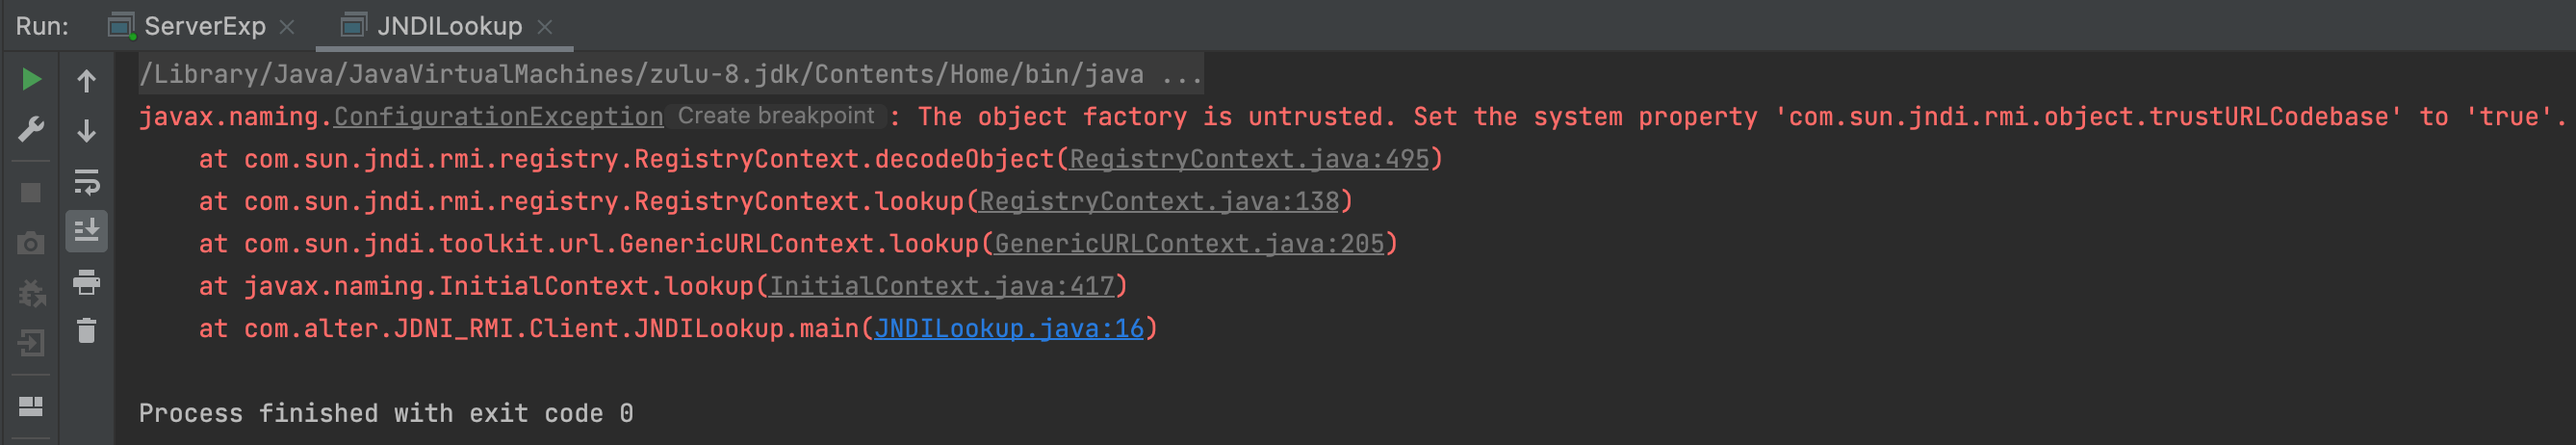 Run: ServerExp × JNDILookup ×
/Library/Java/JavaVirtualMachines/zulu-8.jdk/Contents/Home/bin/java ...
javax.naming.ConfigurationException Create breakpoint : The object factory is untrusted. Set the system property 'com.sun.jndi.rmi.object.trustURLCodebase' to 'true'.
    at com.sun.jndi.rmi.registry.RegistryContext.decodeObject(RegistryContext.java:495)
    at com.sun.jndi.rmi.registry.RegistryContext.lookup(RegistryContext.java:138)
    at com.sun.jndi.toolkit.url.GenericURLContext.lookup(GenericURLContext.java:205)
    at javax.naming.InitialContext.lookup(InitialContext.java:417)
    at com.alter.JDNI_RMI.Client.JNDILookup.main(JNDILookup.java:16)
Process finished with exit code 0